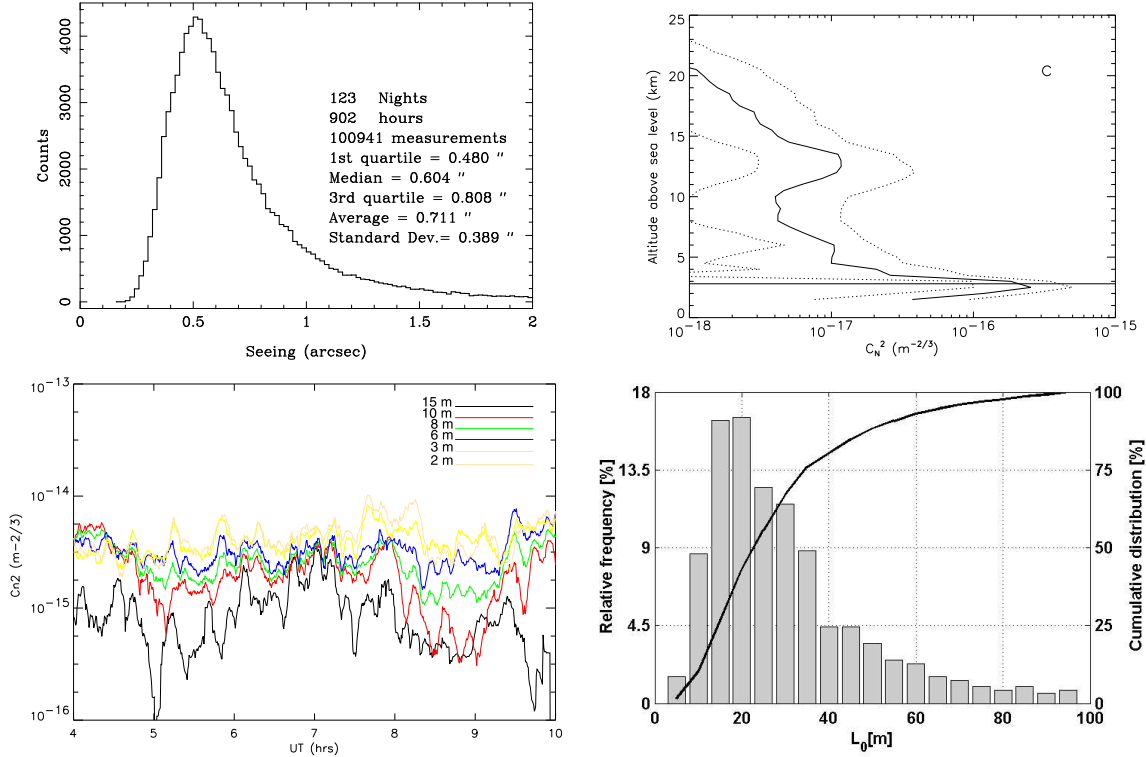 4000
3000
2000
1000
0
Counts
123 Nights
902 hours
100941 measurements
1st quartile = 0.480 ″
Median = 0.604 ″
3rd quartile = 0.808 ″
Average = 0.711 ″
Standard Dev.= 0.389 ″
0 0.5 1 1.5 2
Seeing (arcsec)
25
20
15
10
5
0
Altitude above sea level (km)
C
10⁻¹⁸ 10⁻¹⁷ 10⁻¹⁶ 10⁻¹⁵
C_N² (m⁻²/³)
10⁻¹³
10⁻¹⁴
10⁻¹⁵
10⁻¹⁶
Cn2 (m-2/3)
15 m
10 m
8 m
6 m
3 m
2 m
4 5 6 7 8 9 10
UT (hrs)
18
13.5
9
4.5
0
Relative frequency [%]
100
75
50
25
0
Cumulative distribution [%]
0 20 40 60 80 100
L₀[m]